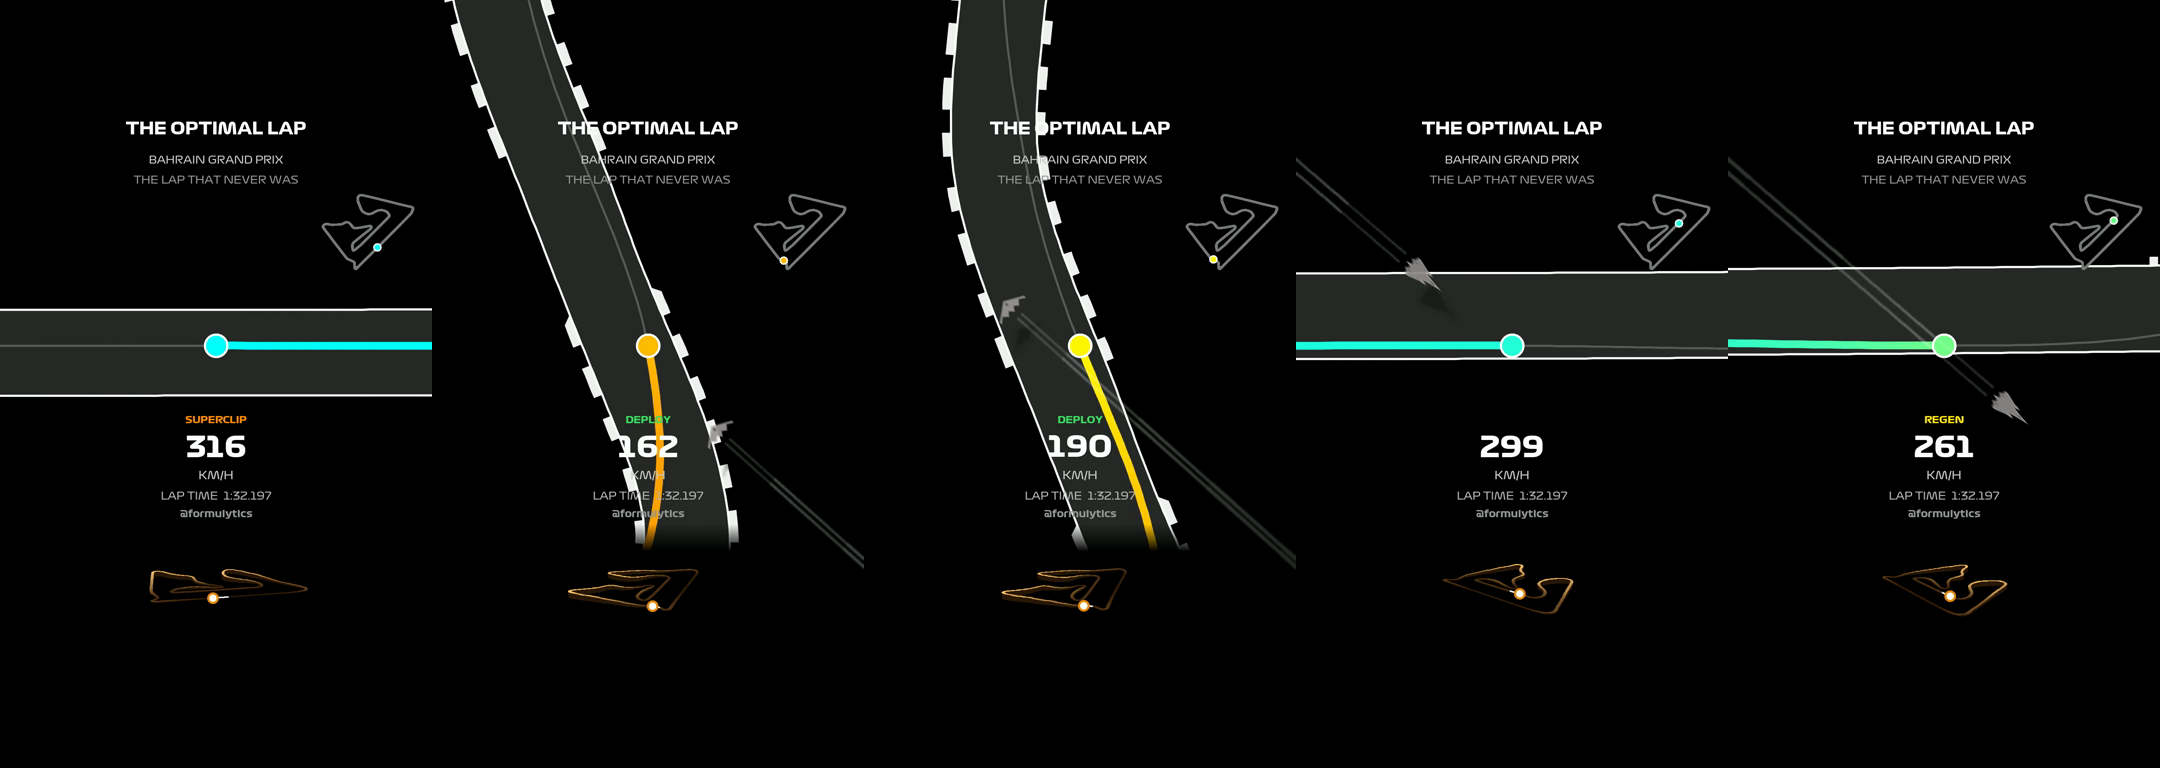 THE OPTIMAL LAP
BAHRAIN GRAND PRIX
THE LAP THAT NEVER WAS
SUPERCLIP
316
KM/H
LAP TIME 1:32.197
@formulytics
THE OPTIMAL LAP
BAHRAIN GRAND PRIX
THE LAP THAT NEVER WAS
DEPLOY
162
KM/H
LAP TIME 1:32.197
@formulytics
THE OPTIMAL LAP
BAHRAIN GRAND PRIX
THE LAP THAT NEVER WAS
DEPLOY
190
KM/H
LAP TIME 1:32.197
@formulytics
THE OPTIMAL LAP
BAHRAIN GRAND PRIX
THE LAP THAT NEVER WAS
299
KM/H
LAP TIME 1:32.197
@formulytics
THE OPTIMAL LAP
BAHRAIN GRAND PRIX
THE LAP THAT NEVER WAS
REGEN
261
KM/H
LAP TIME 1:32.197
@formulytics